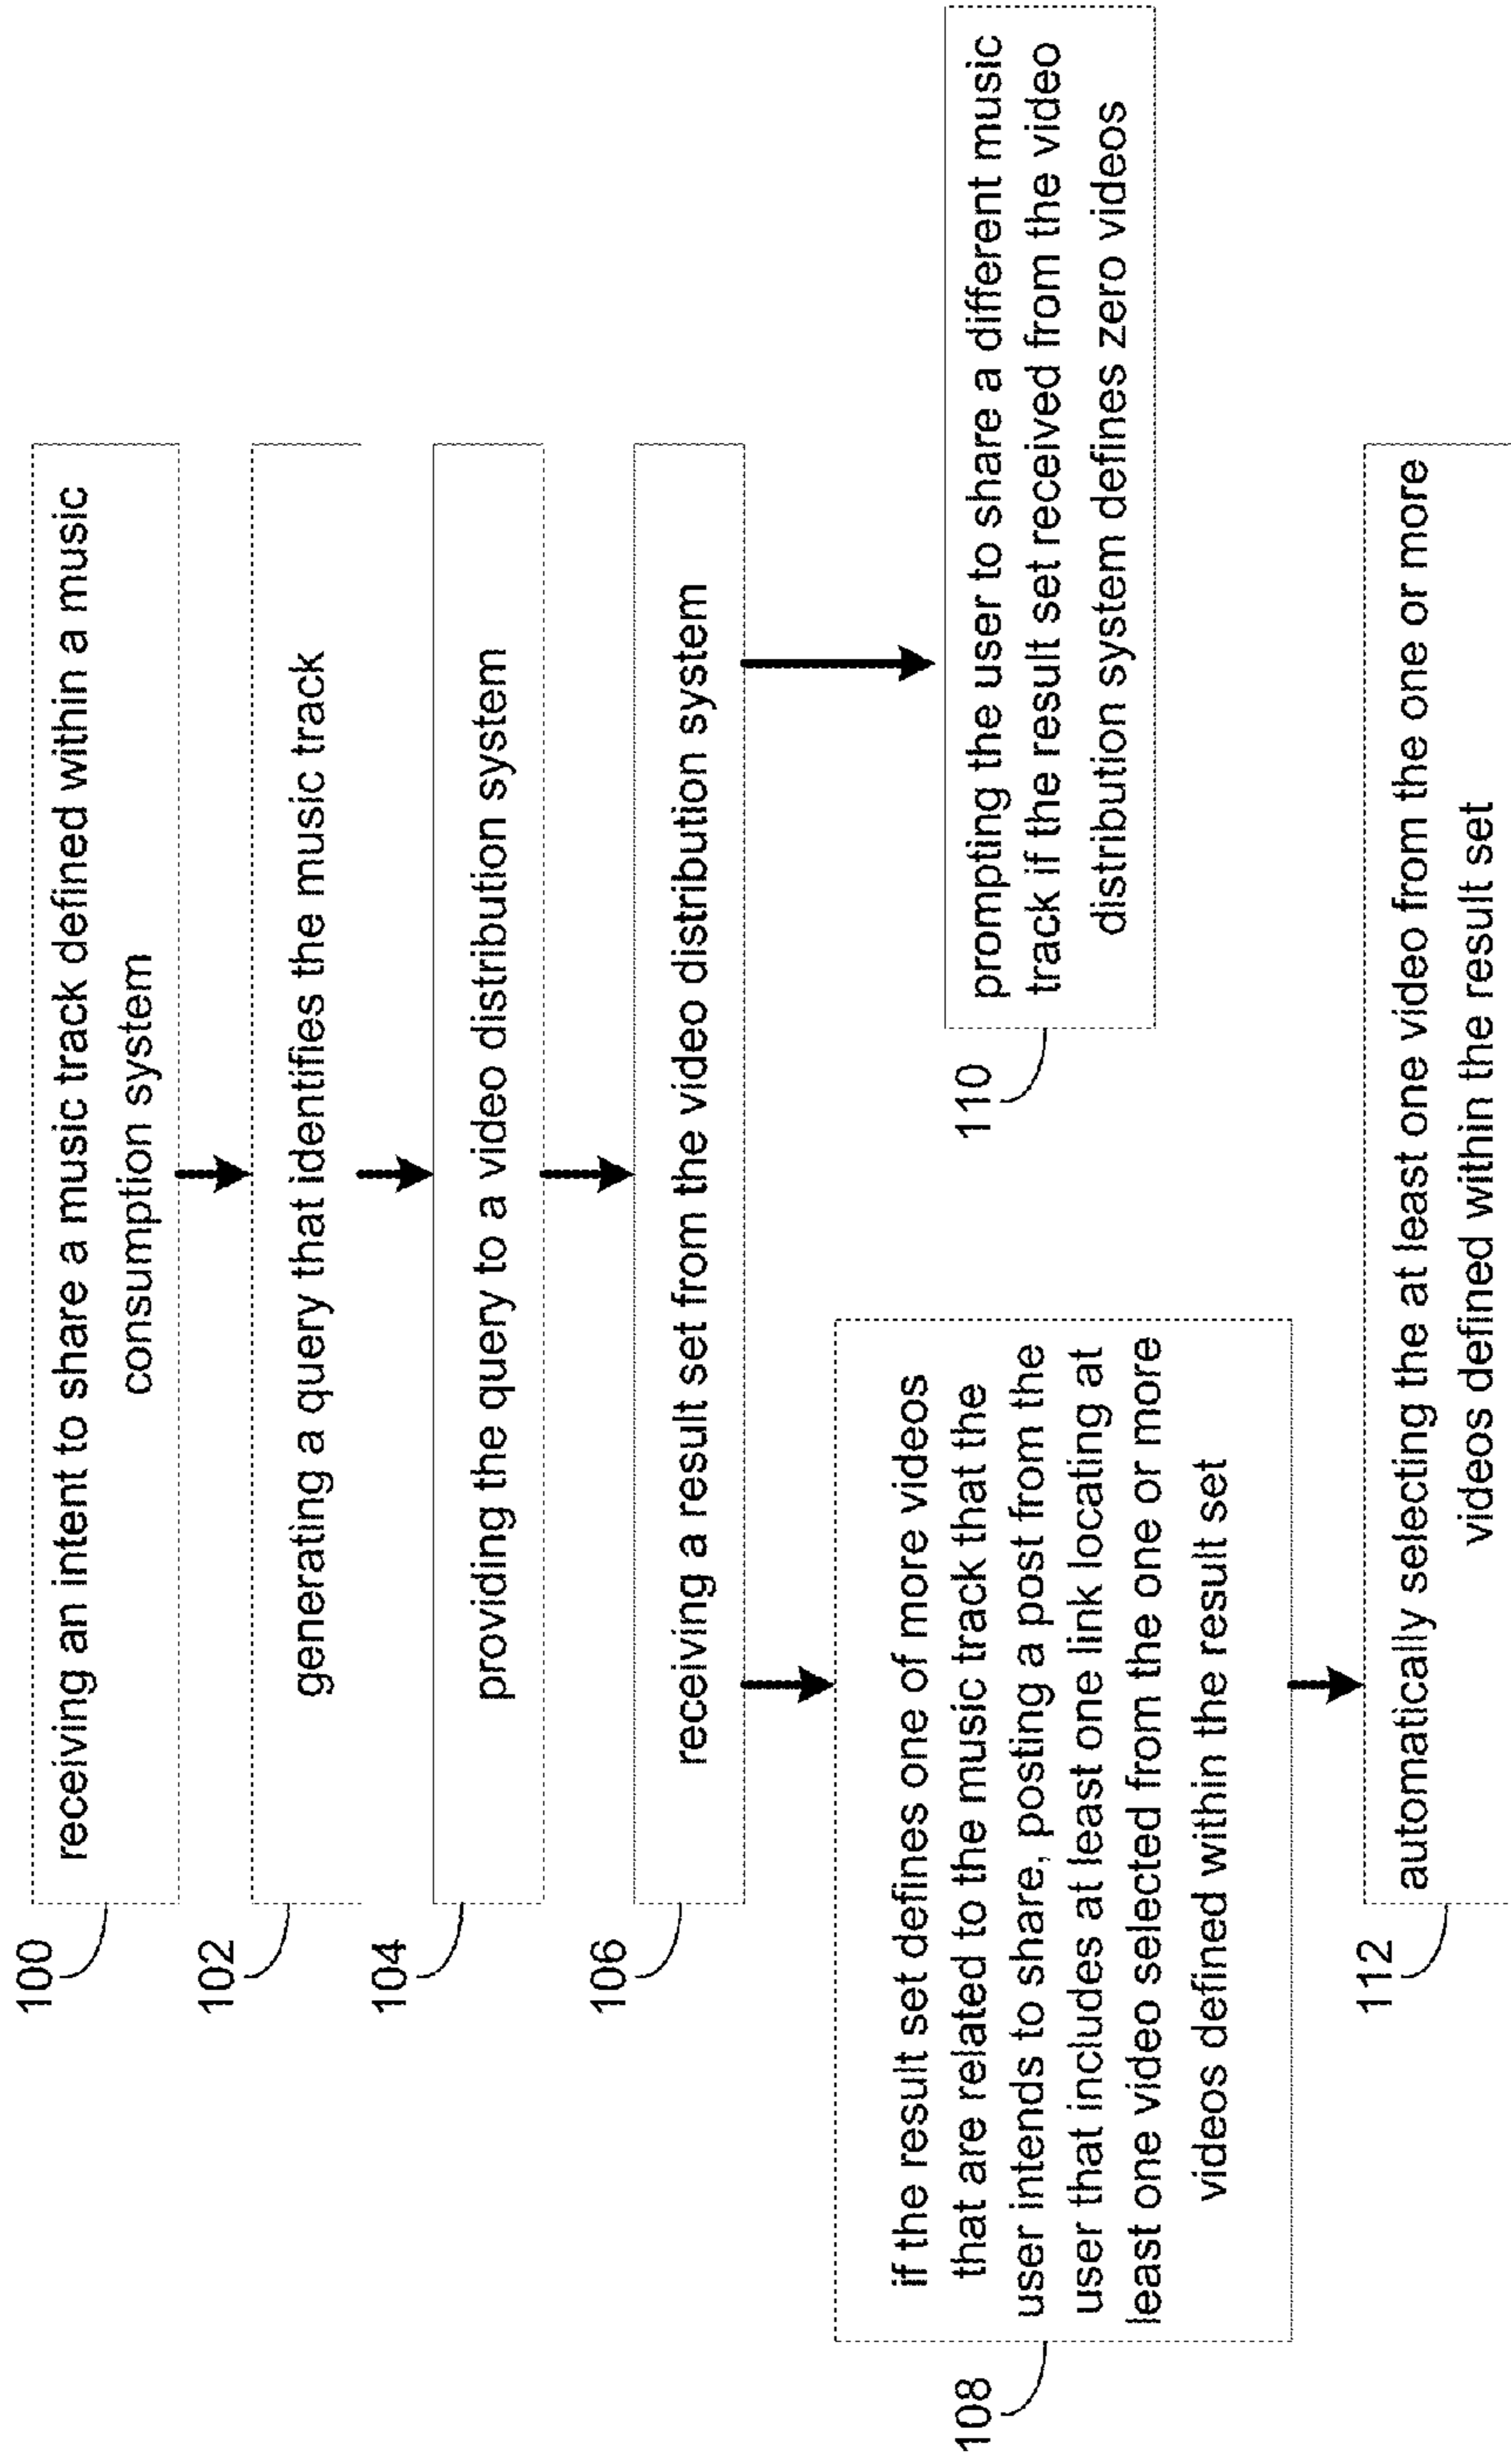 100
receiving an intent to share a music track defined within a music
consumption system
102
generating a query that identifies the music track
104
providing the query to a video distribution system
106
receiving a result set from the video distribution system
108
if the result set defines one of more videos
that are related to the music track that the
user intends to share, posting a post from the
user that includes at least one link locating at
least one video selected from the one or more
videos defined within the result set
110
prompting the user to share a different music
track if the result set received from the video
distribution system defines zero videos
112
automatically selecting the at least one video from the one or more
videos defined within the result set